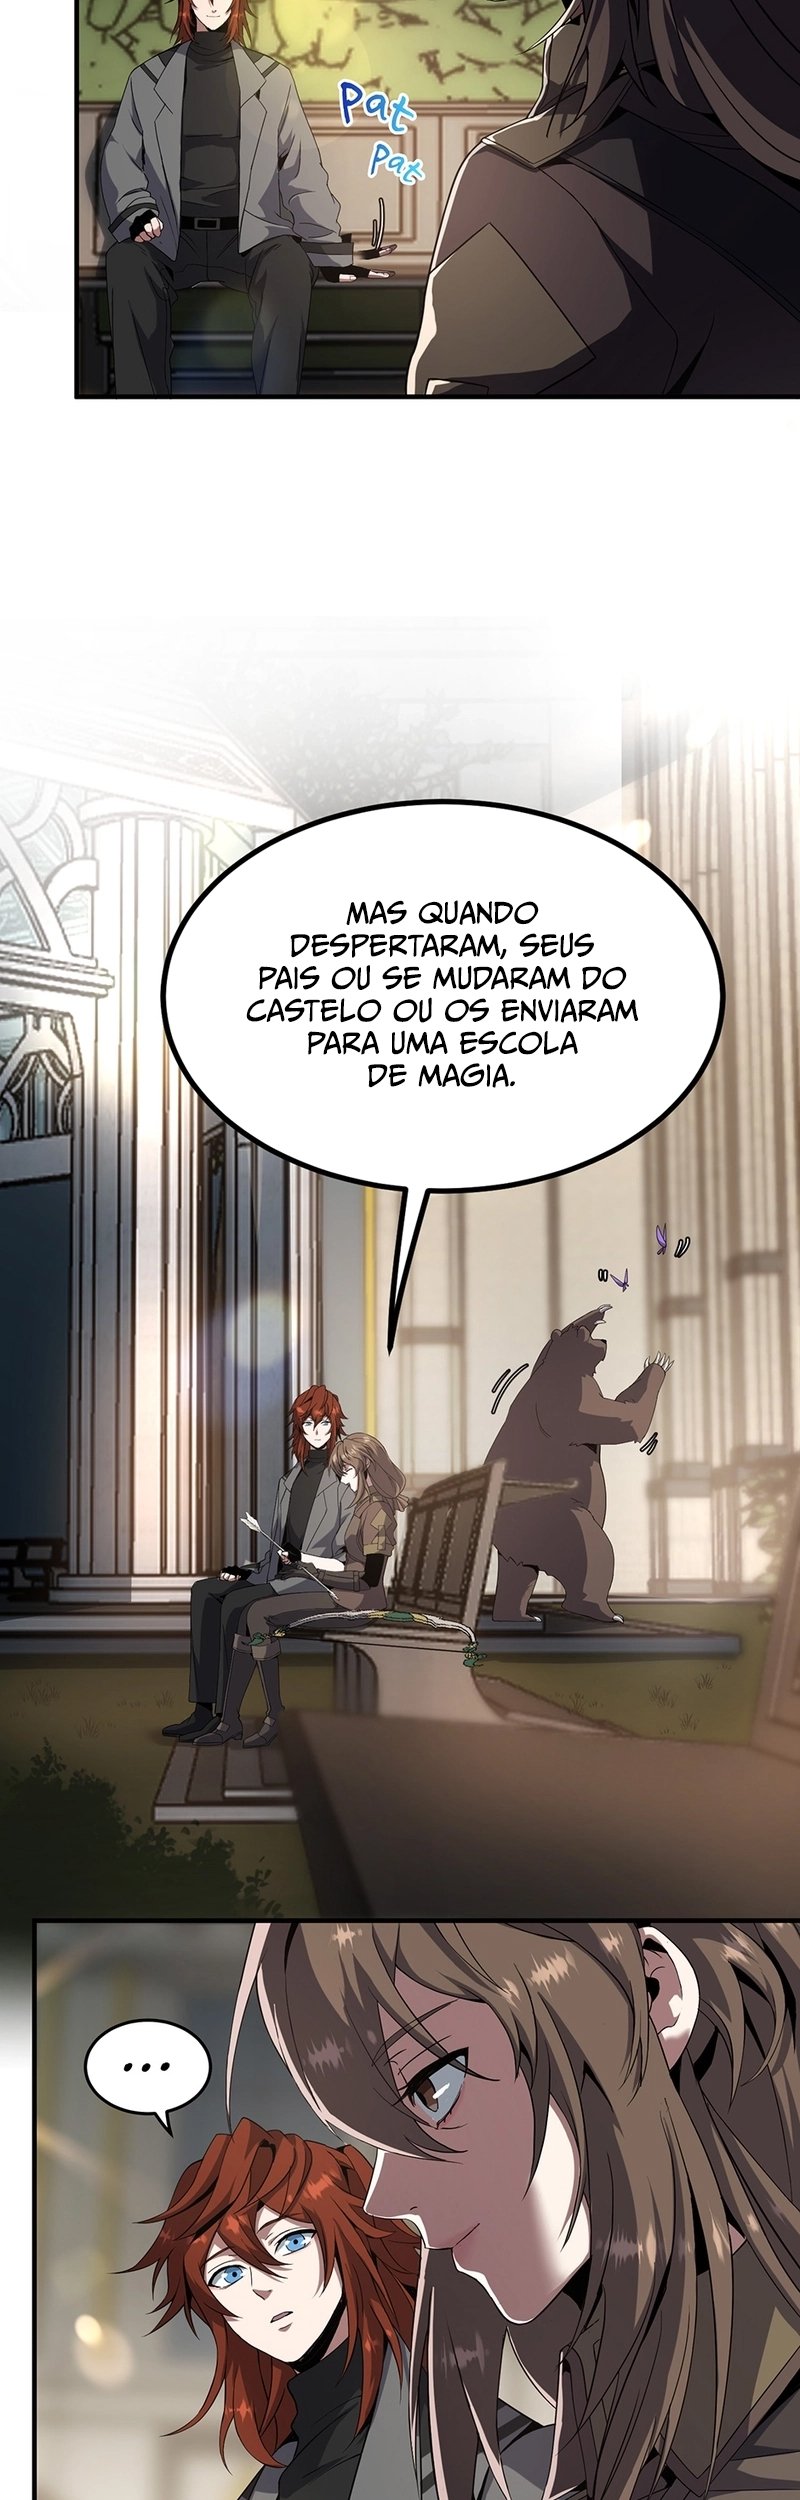 Pat
Pat
MAS QUANDO
DESPERTARAM, SEUS
PAIS OU SE MUDARAM DO
CASTELO OU OS ENVIARAM
PARA UMA ESCOLA
DE MAGIA.
...